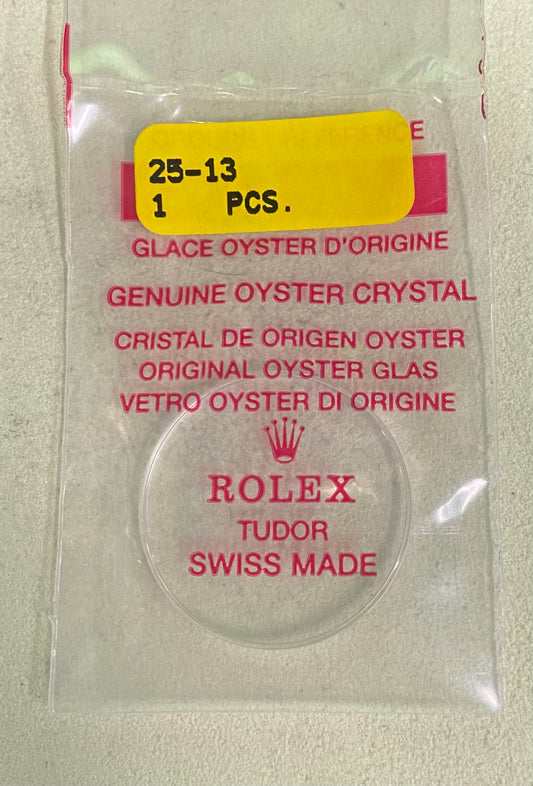 25-13
1 PCS.
GLACE OYSTER D'ORIGINE
GENUINE OYSTER CRYSTAL
CRISTAL DE ORIGEN OYSTER
ORIGINAL OYSTER GLAS
VETRO OYSTER DI ORIGINE
ROLEX
TUDOR
SWISS MADE